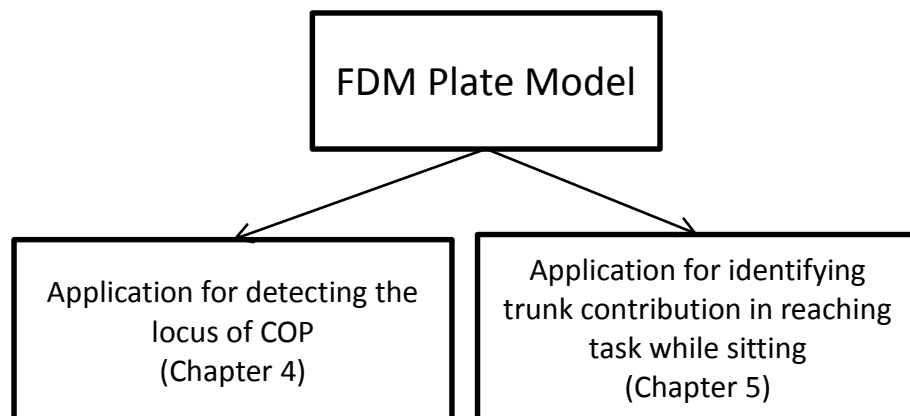 FDM Plate Model
Application for detecting the
locus of COP
(Chapter 4)
Application for identifying
trunk contribution in reaching
task while sitting
(Chapter 5)